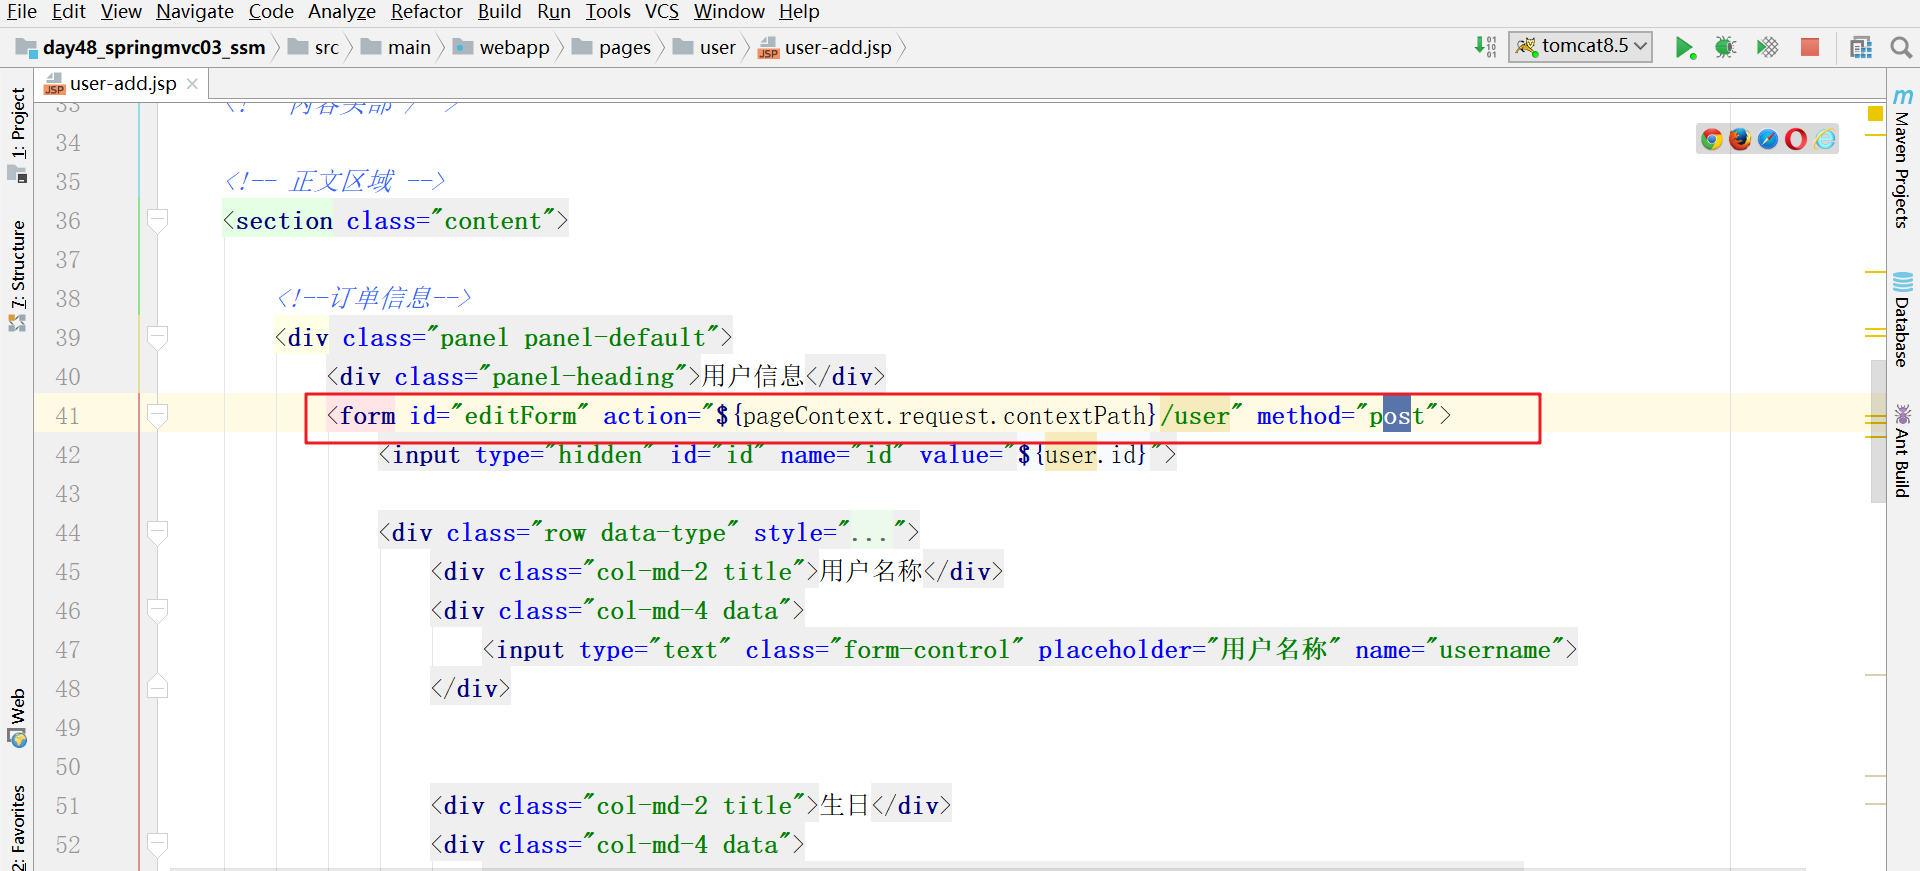 File Edit View Navigate Code Analyze Refactor Build Run Tools VCS Window Help
day48_springmvc03_ssm src main webapp pages user user-add.jsp tomcat8.5
user-add.jsp
33 <!-- 内容头部 /-->
34
35 <!-- 正文区域 -->
36 <section class="content">
37
38 <!--订单信息-->
39 <div class="panel panel-default">
40 <div class="panel-heading">用户信息</div>
41 <form id="editForm" action="${pageContext.request.contextPath}/user" method="post">
42 <input type="hidden" id="id" name="id" value="${user.id}">
43
44 <div class="row data-type" style="...">
45 <div class="col-md-2 title">用户名称</div>
46 <div class="col-md-4 data">
47 <input type="text" class="form-control" placeholder="用户名称" name="username">
48 </div>
49
50
51 <div class="col-md-2 title">生日</div>
52 <div class="col-md-4 data">
1: Project
7: Structure
Web
2: Favorites
Maven Projects
Database
Ant Build